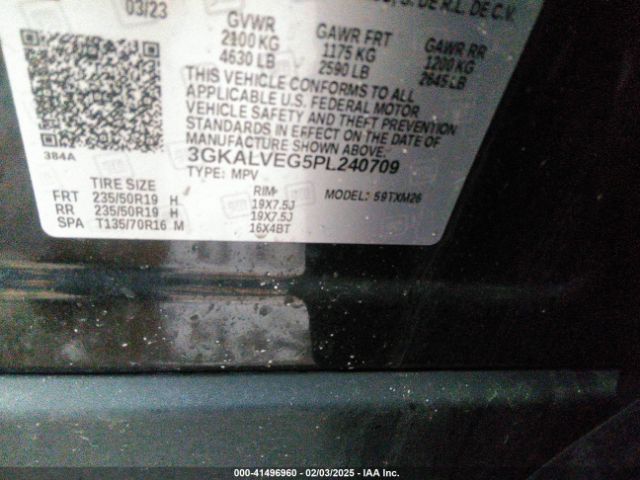 S. DE R.L. DE C.V.
03/23
GVWR GAWR FRT GAWR RR
2100 KG 1175 KG 1200 KG
4630 LB 2590 LB 2645 LB
THIS VEHICLE CONFORMS TO ALL
APPLICABLE U.S. FEDERAL MOTOR
VEHICLE SAFETY AND THEFT PREVENTION
STANDARDS IN EFFECT ON THE DATE OF
MANUFACTURE SHOWN ABOVE.
384A
3GKALVEG5PL240709
TYPE: MPV
TIRE SIZE RIM MODEL: 59TXM26
FRT 235/50R19 H 19X7.5J
RR 235/50R19 H 19X7.5J
SPA T135/70R16 M 16X4BT
000-41496960 - 02/03/2025 - IAA Inc.